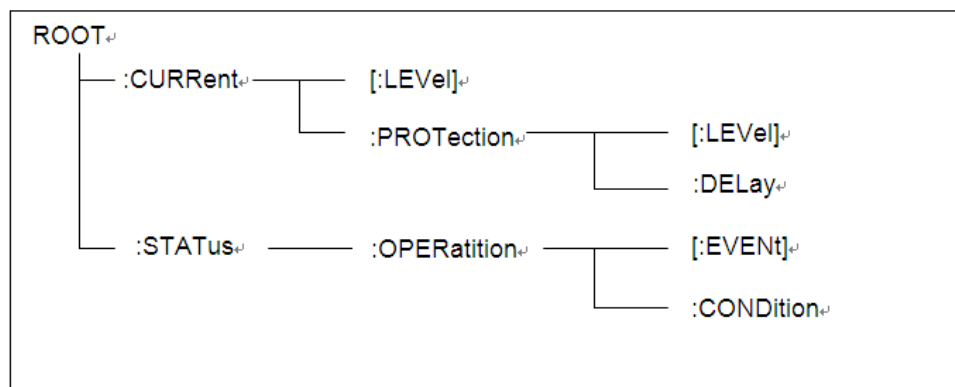 ROOT↵
:CURRent↵ [:LEVel]↵
:PROTection↵ [:LEVel]↵
:DELay↵
:STATus↵ :OPERatition↵ [:EVENt]↵
:CONDition↵